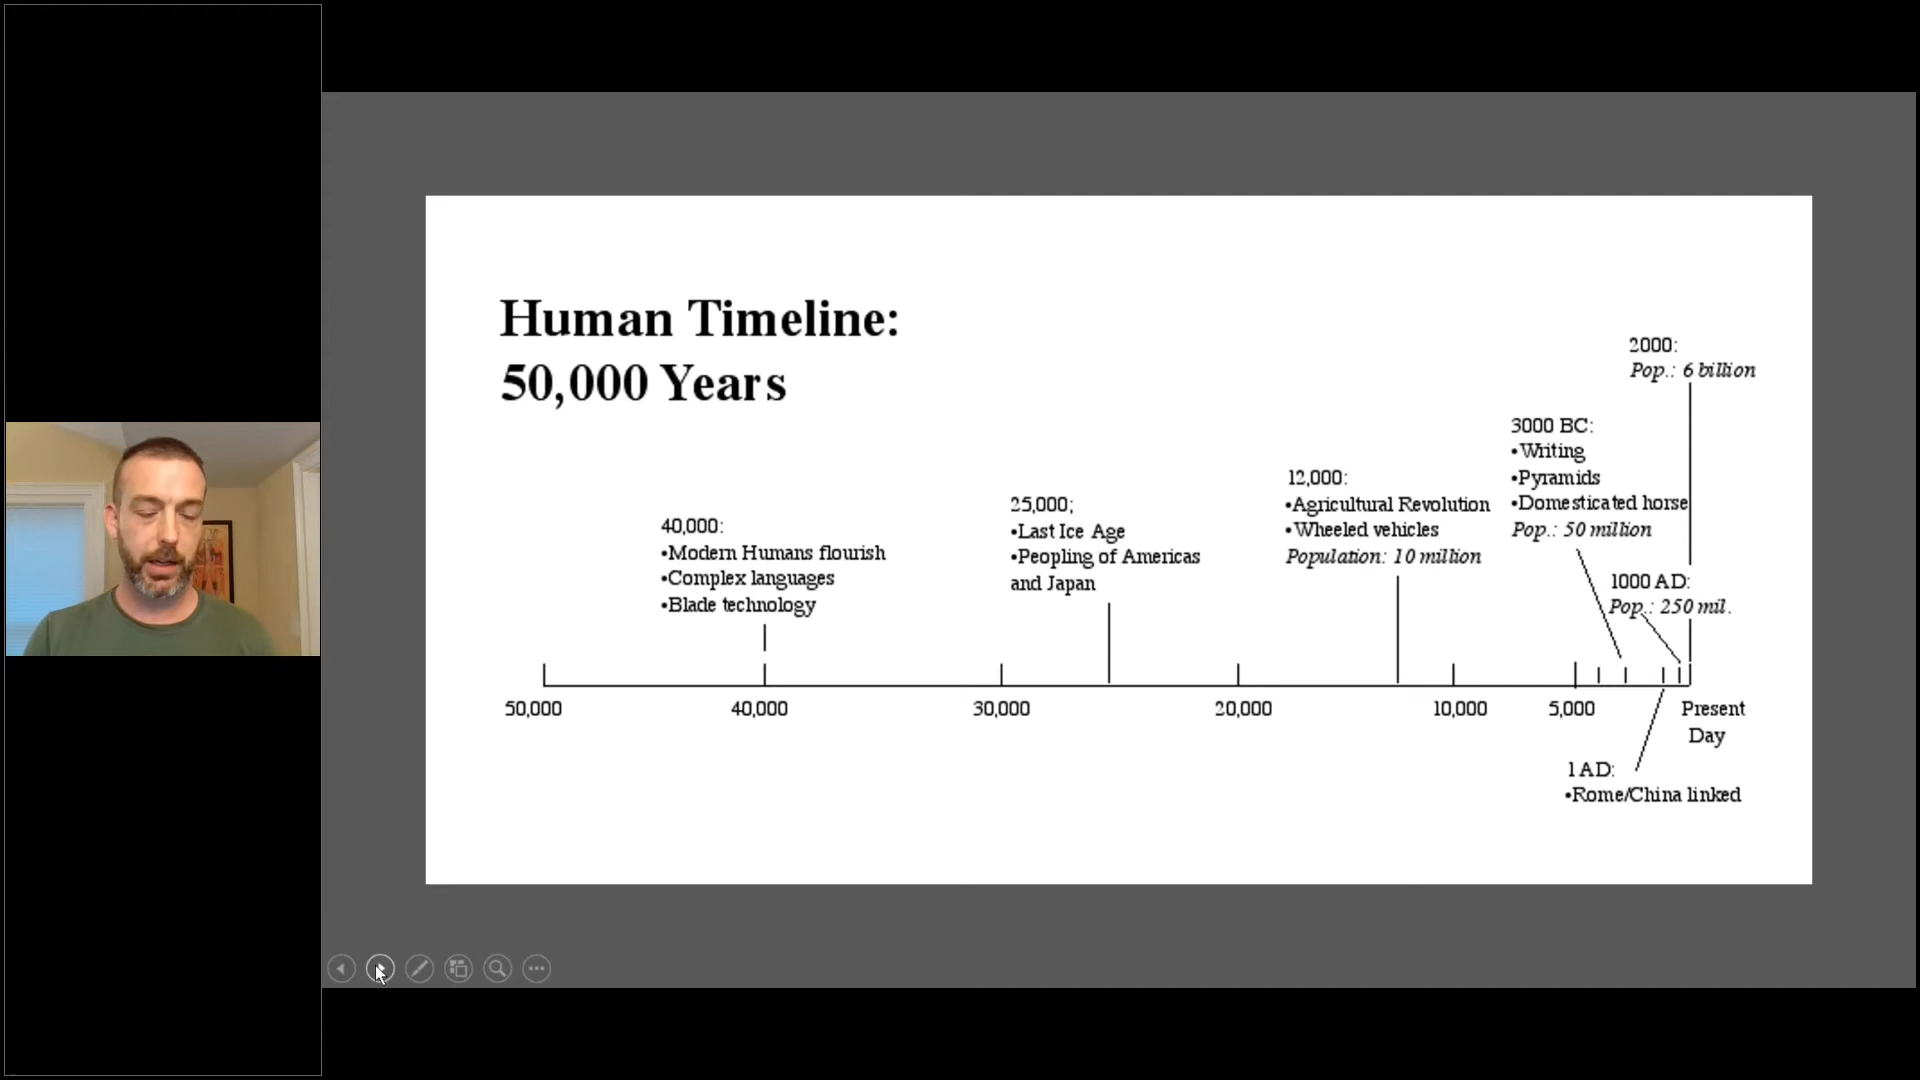 Human Timeline:
50,000 Years
2000:
Pop.: 6 billion
3000 BC:
•Writing
•Pyramids
•Domesticated horse
Pop.: 50 million
12,000:
•Agricultural Revolution
•Wheeled vehicles
Population: 10 million
25,000;
•Last Ice Age
•Peopling of Americas
and Japan
40,000:
•Modern Humans flourish
•Complex languages
•Blade technology
1000 AD:
Pop.: 250 mil.
50,000
40,000
30,000
20,000
10,000
5,000
Present
Day
1 AD:
•Rome/China linked